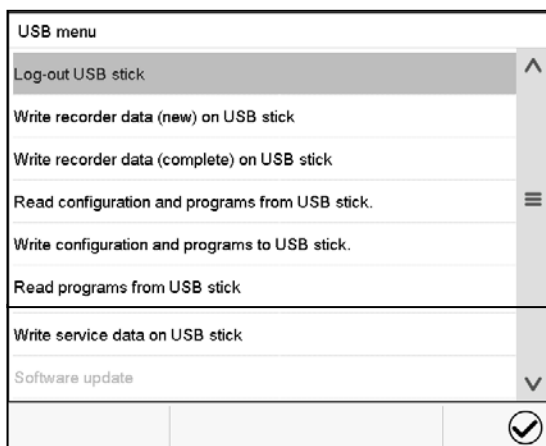 USB menu
Log-out USB stick
Write recorder data (new) on USB stick
Write recorder data (complete) on USB stick
Read configuration and programs from USB stick.
Write configuration and programs to USB stick.
Read programs from USB stick
Write service data on USB stick
Software update